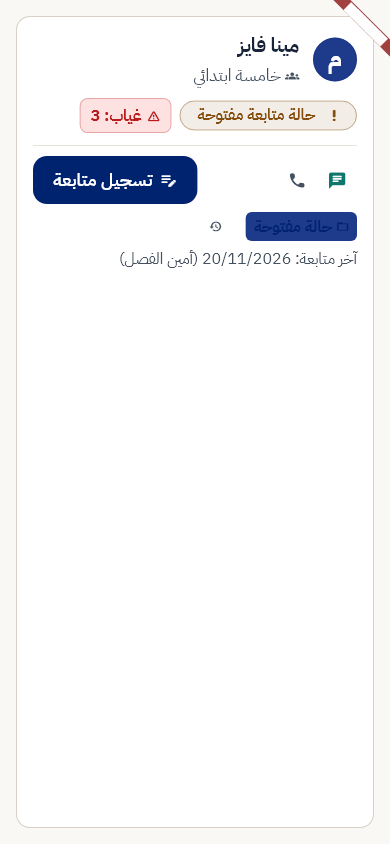 م
مينا فايز
خامسة ابتدائي
حالة متابعة مفتوحة
غياب: 3
تسجيل متابعة
حالة مفتوحة
آخر متابعة: 20/11/2026 (أمين الفصل)